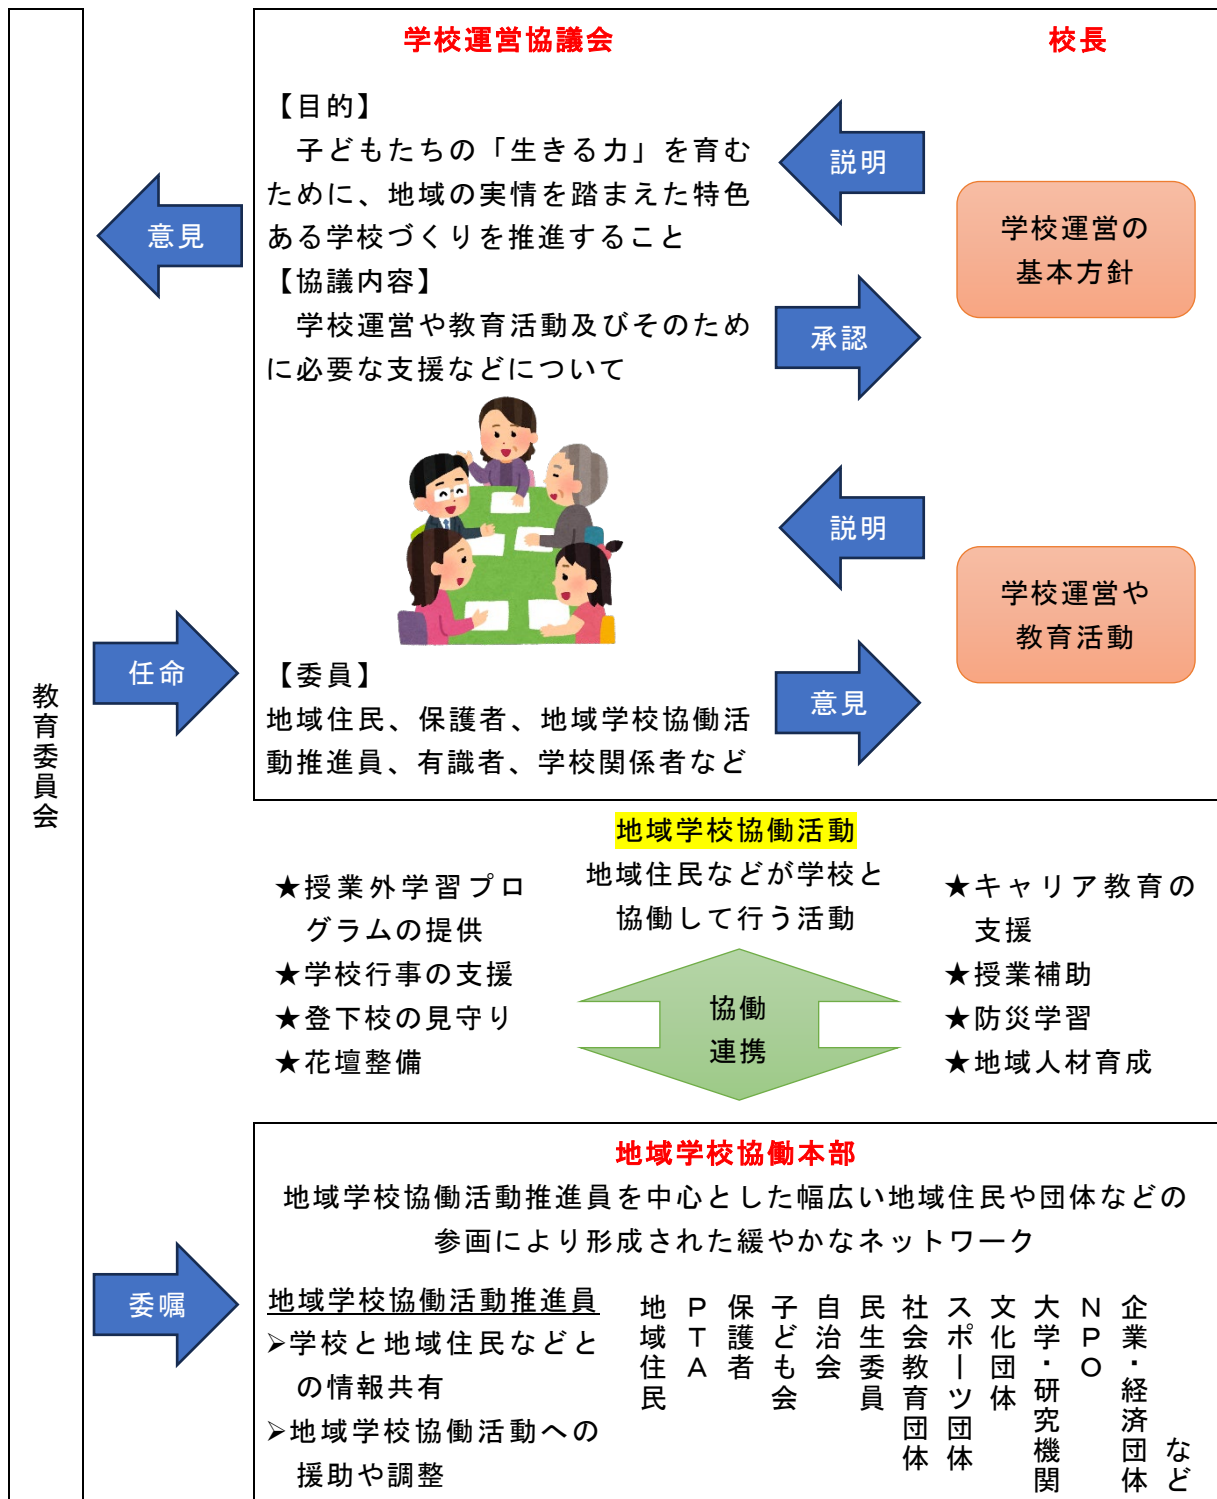 教育委員会
学校運営協議会
校長
【目的】
子どもたちの「生きる力」を育む
ために、地域の実情を踏まえた特色
ある学校づくりを推進すること
【協議内容】
学校運営や教育活動及びそのため
に必要な支援などについて
意見
説明
学校運営の
基本方針
承認
説明
学校運営や
教育活動
意見
任命
【委員】
地域住民、保護者、地域学校協働活
動推進員、有識者、学校関係者など
地域学校協働活動
地域住民などが学校と
協働して行う活動
★授業外学習プロ
グラムの提供
★学校行事の支援
★登下校の見守り
★花壇整備
協働
連携
★キャリア教育の
支援
★授業補助
★防災学習
★地域人材育成
地域学校協働本部
地域学校協働活動推進員を中心とした幅広い地域住民や団体などの
参画により形成された緩やかなネットワーク
委嘱
地域学校協働活動推進員
➢学校と地域住民などと
の情報共有
➢地域学校協働活動への
援助や調整
地域住民
ＰＴＡ
保護者
子ども会
自治会
民生委員
社会教育団体
スポーツ団体
文化団体
大学・研究機関
ＮＰＯ
企業・経済団体
など